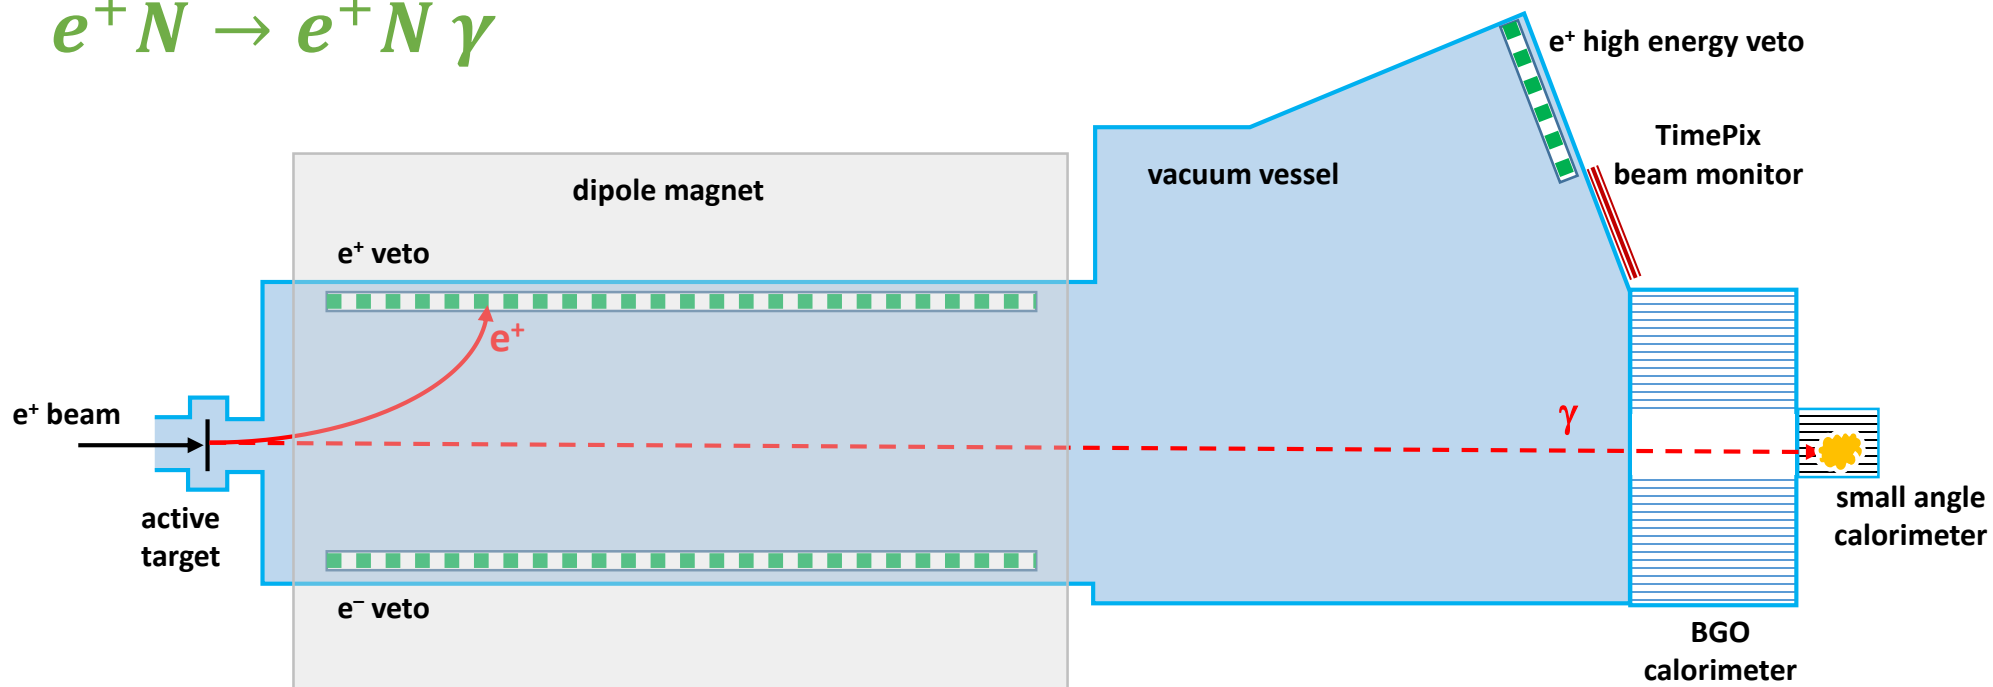 e⁺N → e⁺N γ
e⁺ high energy veto
TimePix
beam monitor
dipole magnet
vacuum vessel
e⁺ veto
e⁺
e⁺ beam
γ
active
target
small angle
calorimeter
e⁻ veto
BGO
calorimeter